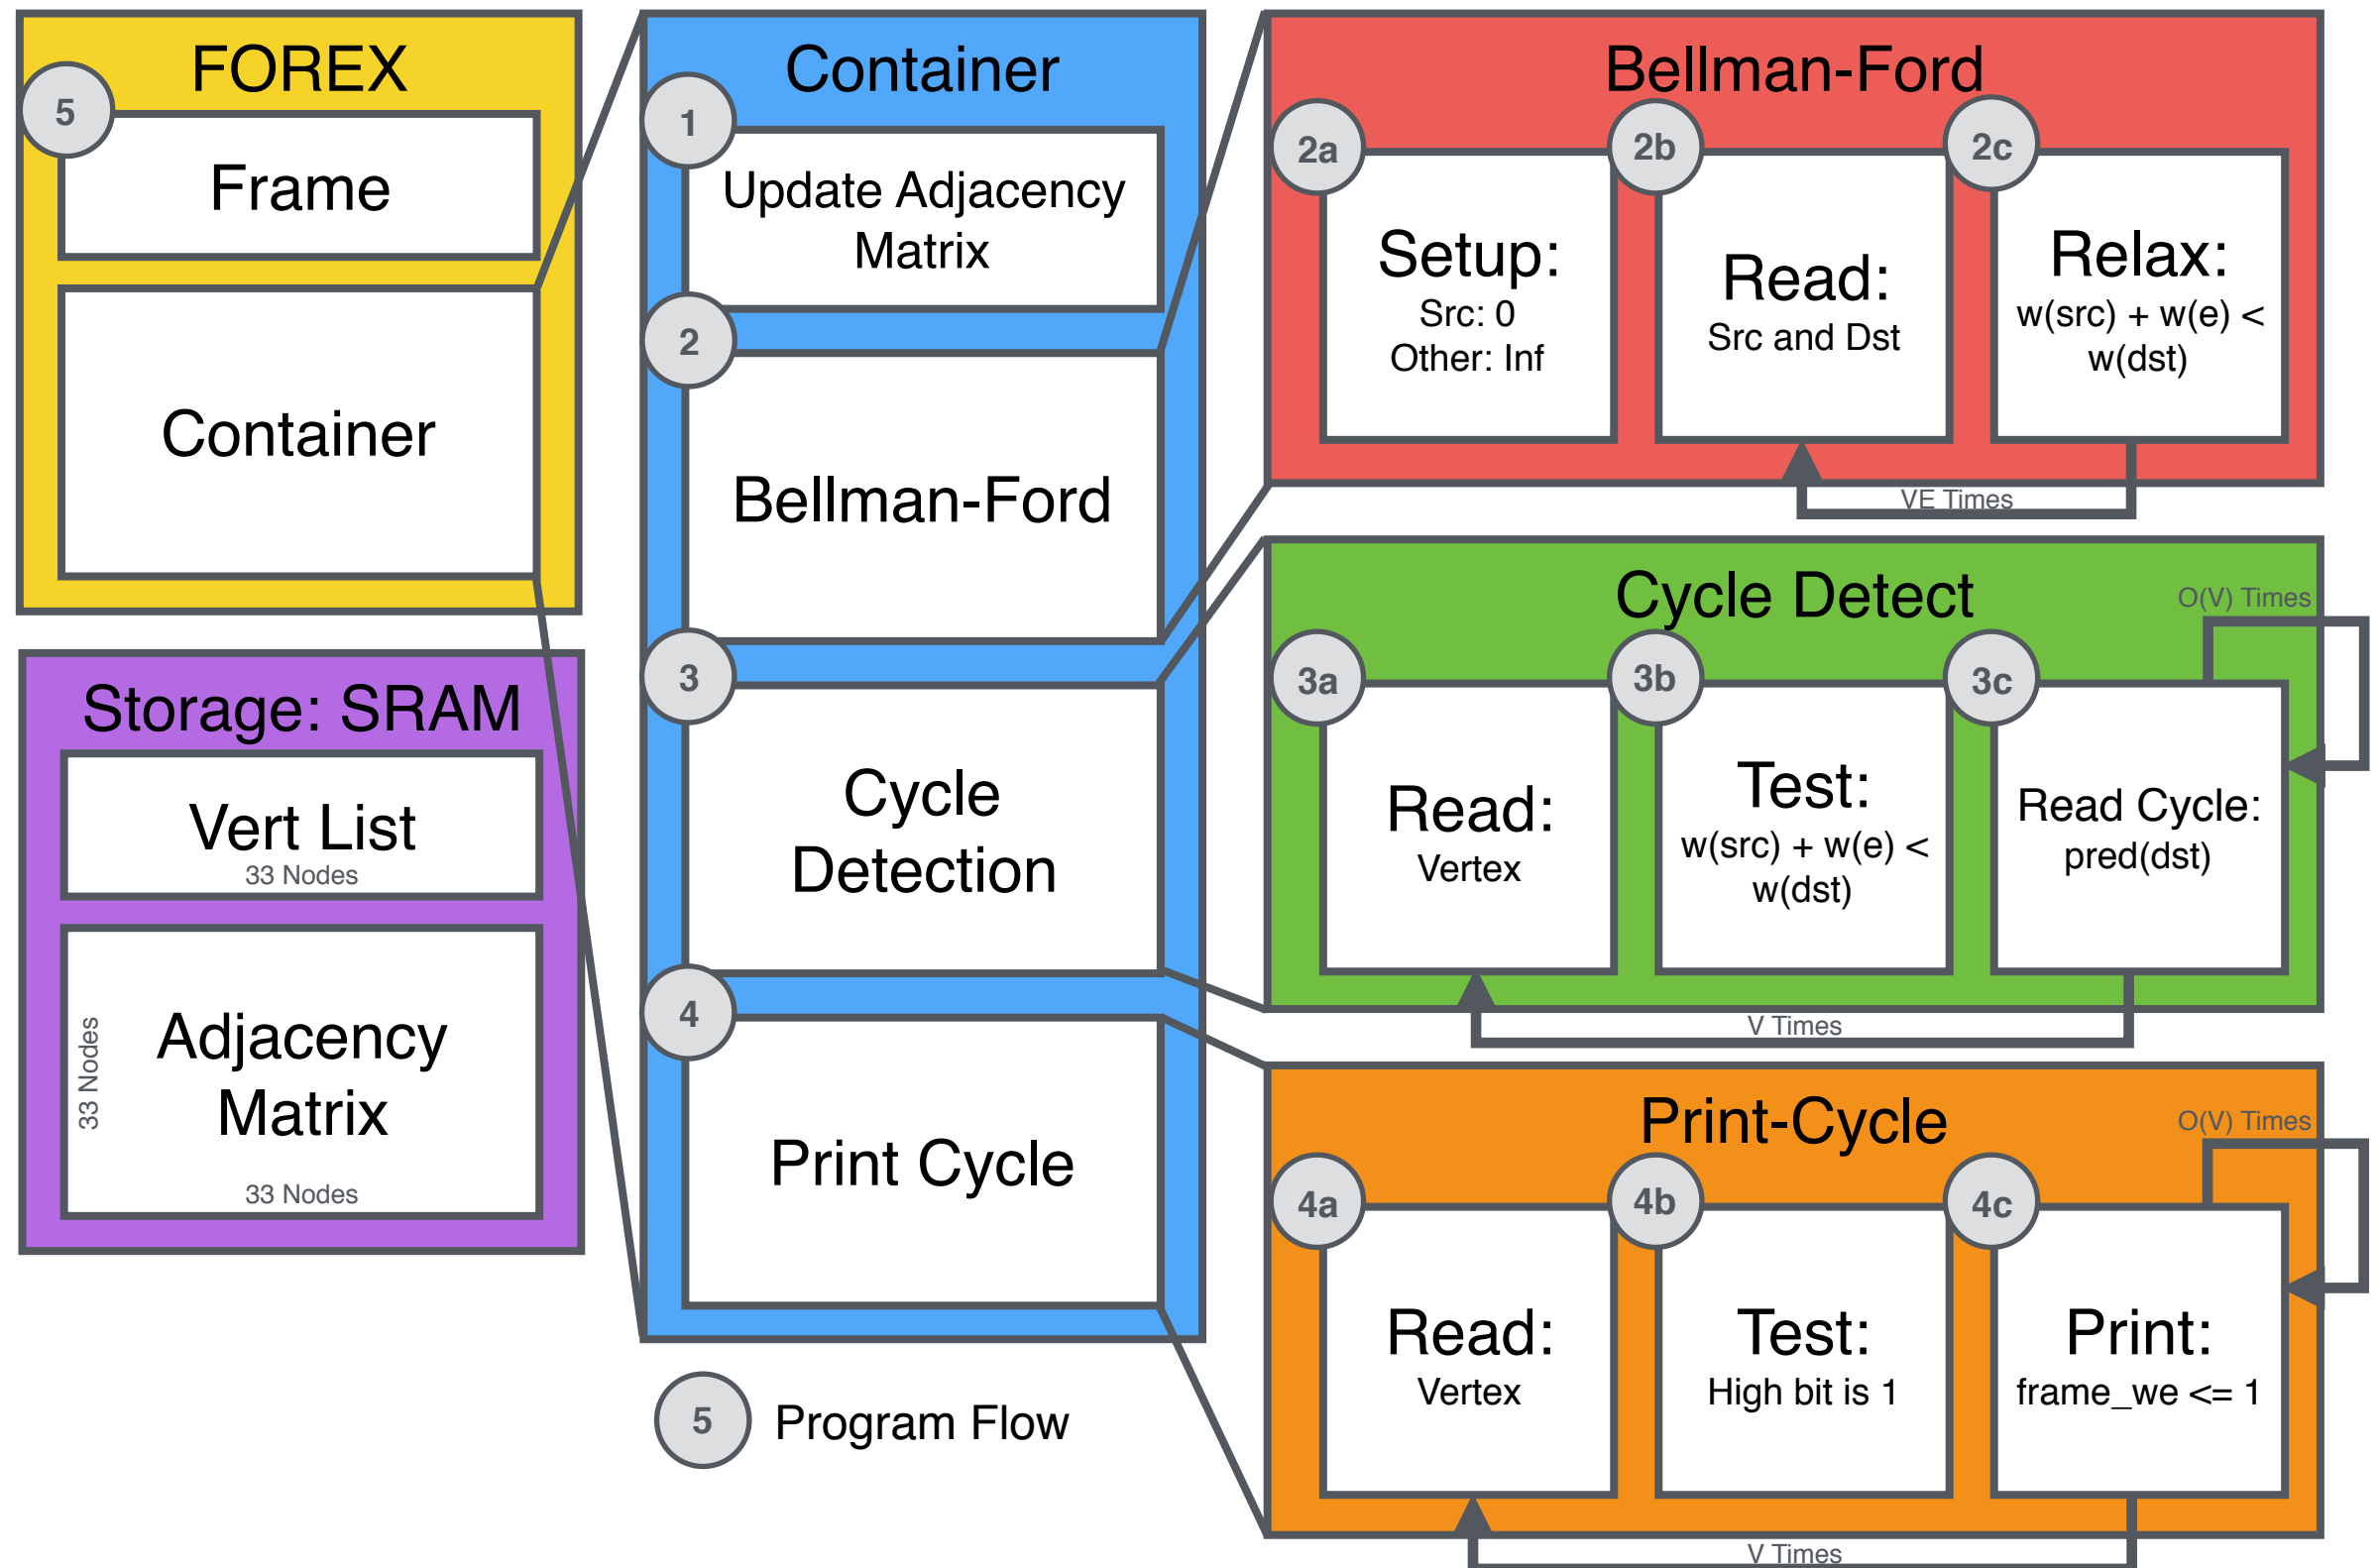 FOREX
5
Frame
Container
Storage: SRAM
Vert List
33 Nodes
33 Nodes
Adjacency
Matrix
33 Nodes
Container
1
Update Adjacency
Matrix
2
Bellman-Ford
3
Cycle
Detection
4
Print Cycle
5 Program Flow
Bellman-Ford
2a
Setup:
Src: 0
Other: Inf
2b
Read:
Src and Dst
2c
Relax:
w(src) + w(e) <
w(dst)
VE Times
Cycle Detect
O(V) Times
3a
Read:
Vertex
3b
Test:
w(src) + w(e) <
w(dst)
3c
Read Cycle:
pred(dst)
V Times
Print-Cycle
O(V) Times
4a
Read:
Vertex
4b
Test:
High bit is 1
4c
Print:
frame_we <= 1
V Times